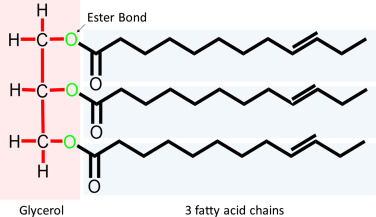 Ester Bond
H
H C O
O
H C O
O
H C O
H O
Glycerol 3 fatty acid chains